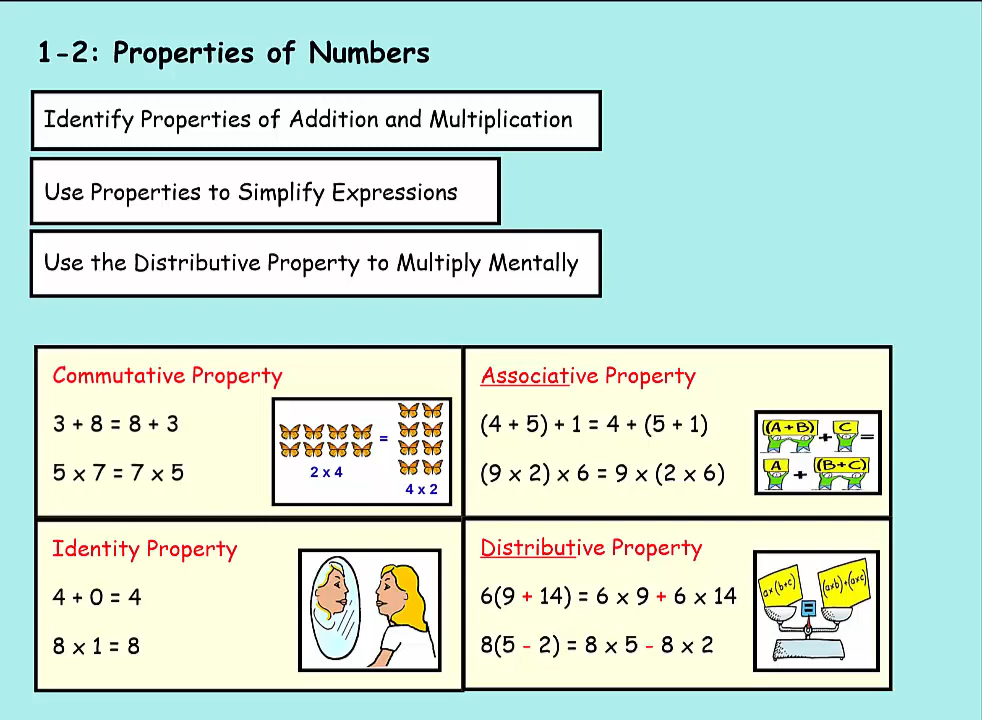 1-2: Properties of Numbers
Identify Properties of Addition and Multiplication
Use Properties to Simplify Expressions
Use the Distributive Property to Multiply Mentally
Commutative Property
3 + 8 = 8 + 3
5 x 7 = 7 x 5
=
2 x 4
4 x 2
Associative Property
(4 + 5) + 1 = 4 + (5 + 1)
(9 x 2) x 6 = 9 x (2 x 6)
(A+B) + C =
A + (B+C)
Identity Property
4 + 0 = 4
8 x 1 = 8
Distributive Property
6(9 + 14) = 6 x 9 + 6 x 14
8(5 - 2) = 8 x 5 - 8 x 2
ax(b+c) = (axb)+(axc)